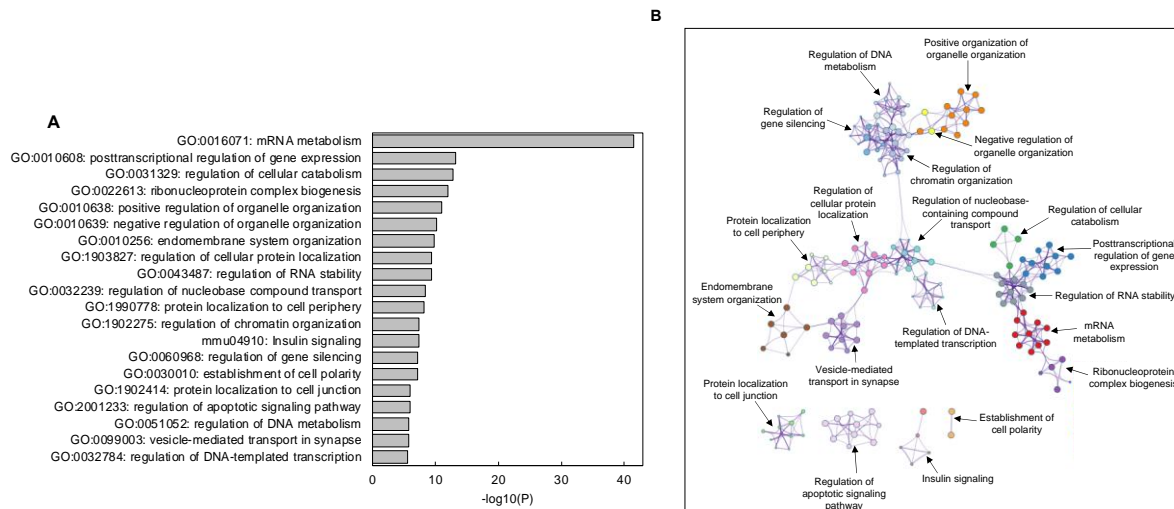 A
GO:0016071: mRNA metabolism
GO:0010608: posttranscriptional regulation of gene expression
GO:0031329: regulation of cellular catabolism
GO:0022613: ribonucleoprotein complex biogenesis
GO:0010638: positive regulation of organelle organization
GO:0010639: negative regulation of organelle organization
GO:0010256: endomembrane system organization
GO:1903827: regulation of cellular protein localization
GO:0043487: regulation of RNA stability
GO:0032239: regulation of nucleobase compound transport
GO:1990778: protein localization to cell periphery
GO:1902275: regulation of chromatin organization
mmu04910: Insulin signaling
GO:0060968: regulation of gene silencing
GO:0030010: establishment of cell polarity
GO:1902414: protein localization to cell junction
GO:2001233: regulation of apoptotic signaling pathway
GO:0051052: regulation of DNA metabolism
GO:0099003: vesicle-mediated transport in synapse
GO:0032784: regulation of DNA-templated transcription
0 10 20 30 40
-log10(P)
B
Positive organization of
organelle organization
Regulation of DNA
metabolism
Regulation of
gene silencing
Negative regulation of
organelle organization
Regulation of
chromatin organization
Regulation of
cellular protein
localization
Regulation of nucleobase-
containing compound
transport
Protein localization
to cell periphery
Regulation of cellular
catabolism
Posttranscriptional
regulation of gene
expression
Endomembrane
system organization
Regulation of RNA
stability
Regulation of DNA-
templated transcription
mRNA
metabolism
Vesicle-mediated
transport in synapse
Ribonucleoprotein
complex biogenesis
Protein localization
to cell junction
Establishment of
cell polarity
Regulation of
apoptotic signaling
pathway
Insulin signaling